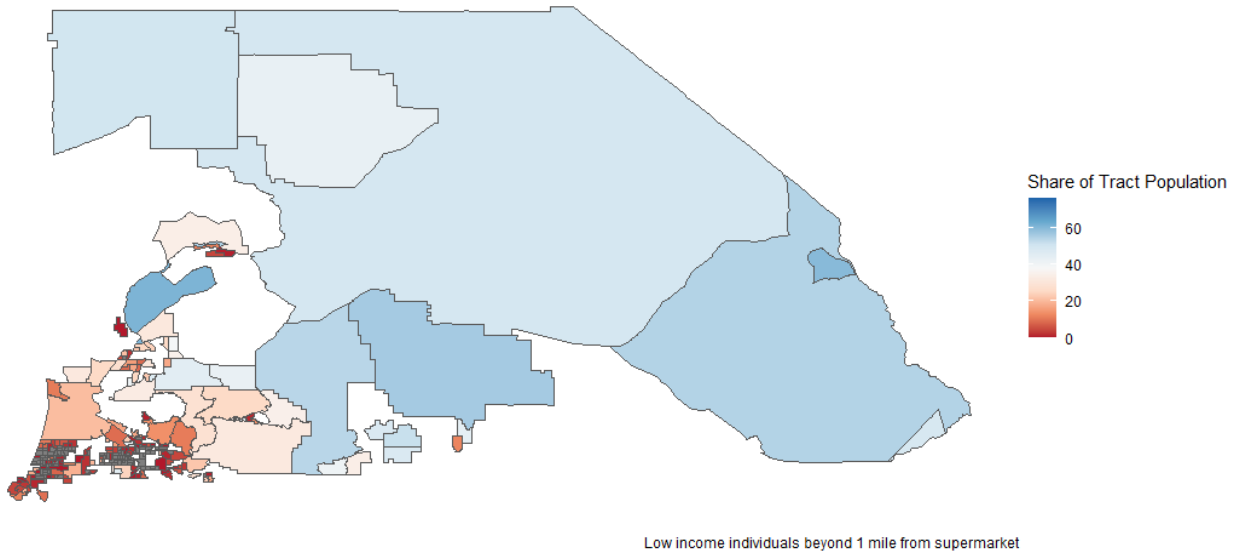 Share of Tract Population
60
40
20
0
Low income individuals beyond 1 mile from supermarket